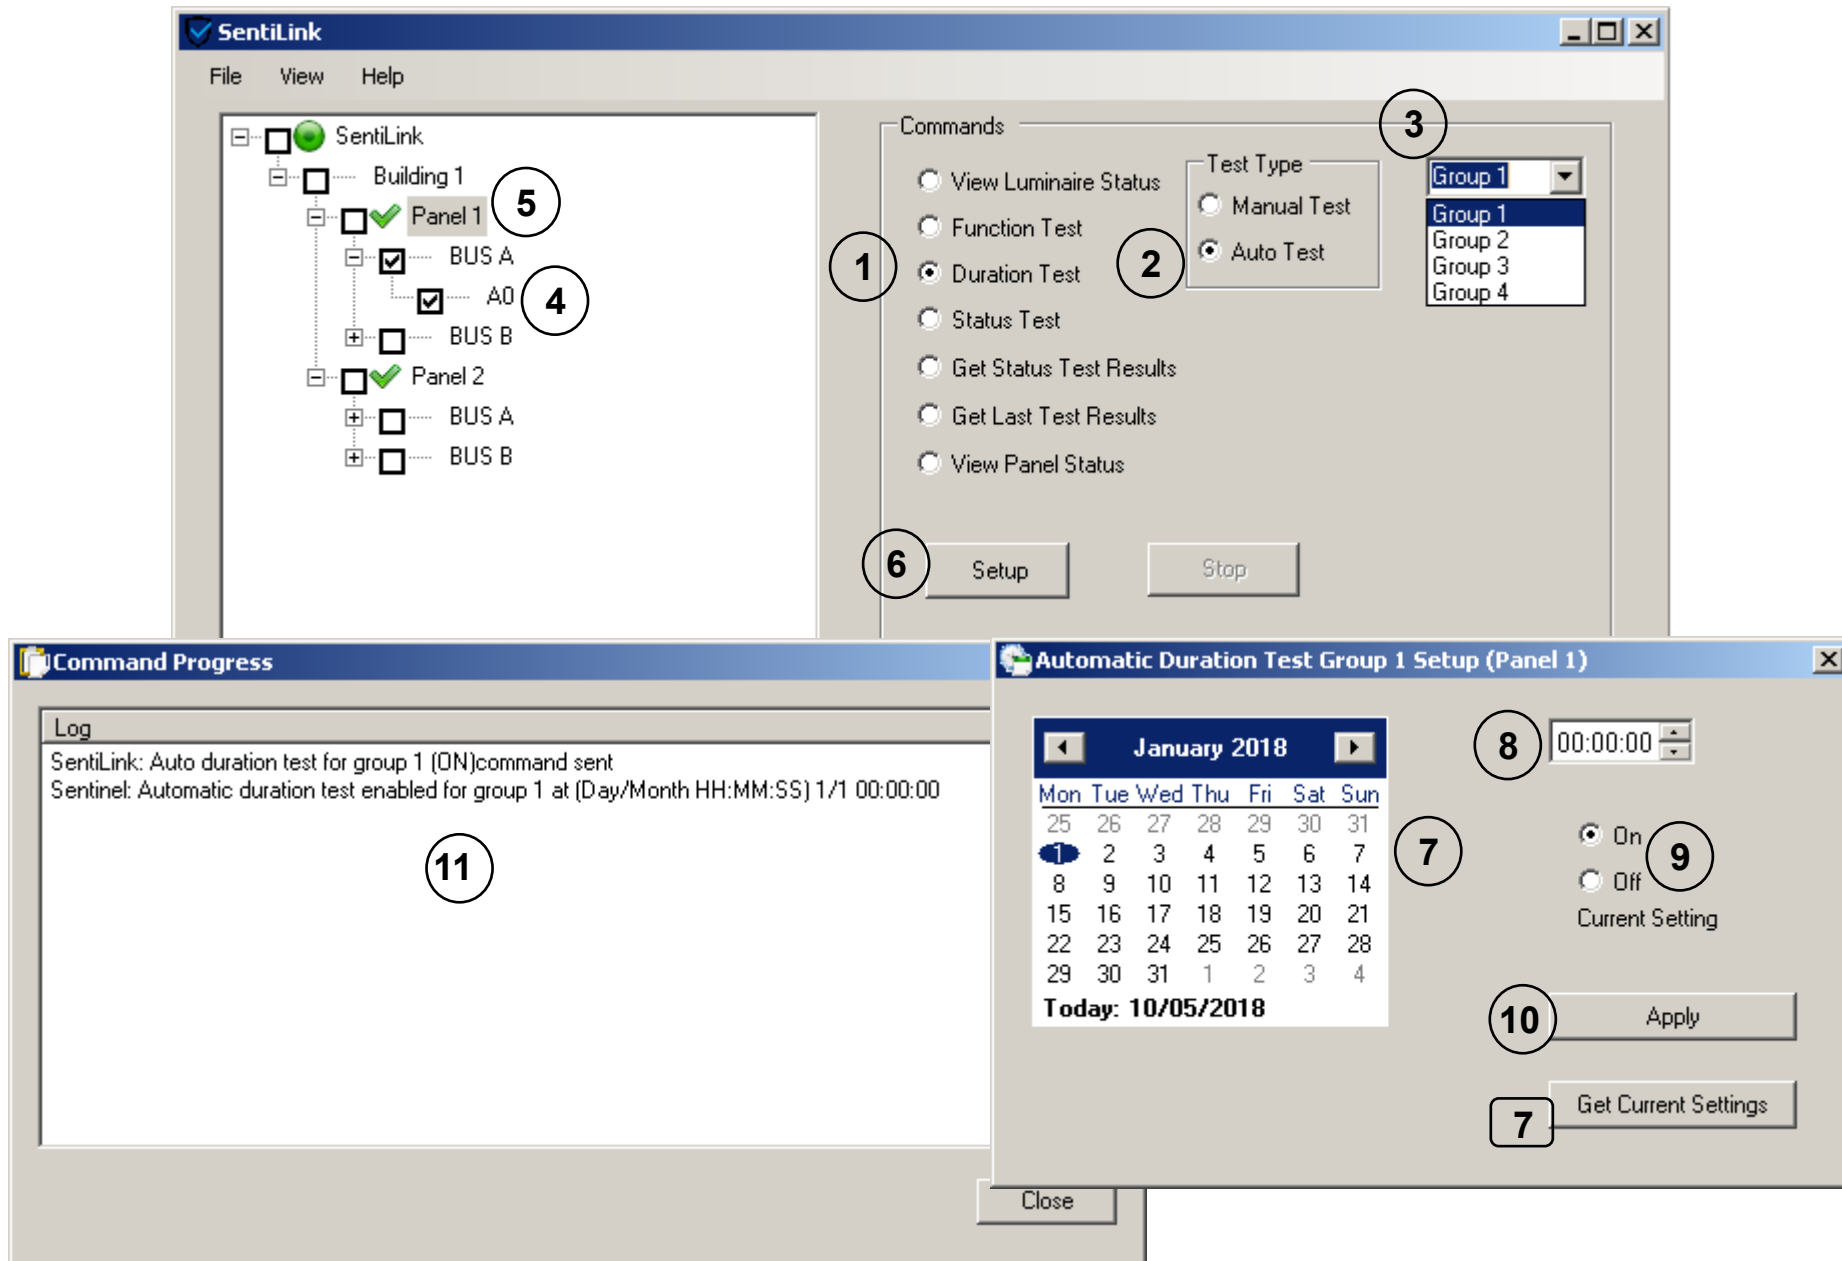 SentiLink
File View Help
SentiLink
Building 1
Panel 1
5
BUS A
A0
4
BUS B
Panel 2
BUS A
BUS B
Commands
3
View Luminaire Status
Function Test
1
Duration Test
Status Test
Get Status Test Results
Get Last Test Results
View Panel Status
Test Type
Manual Test
2
Auto Test
Group 1
Group 1
Group 2
Group 3
Group 4
6
Setup
Stop
Command Progress
Log
SentiLink: Auto duration test for group 1 (ON)command sent
Sentinel: Automatic duration test enabled for group 1 at (Day/Month HH:MM:SS) 1/1 00:00:00
11
Close
Automatic Duration Test Group 1 Setup (Panel 1)
January 2018
Mon Tue Wed Thu Fri Sat Sun
25 26 27 28 29 30 31
1 2 3 4 5 6 7
8 9 10 11 12 13 14
15 16 17 18 19 20 21
22 23 24 25 26 27 28
29 30 31 1 2 3 4
Today: 10/05/2018
7
8
00:00:00
On
9
Off
Current Setting
10
Apply
7
Get Current Settings